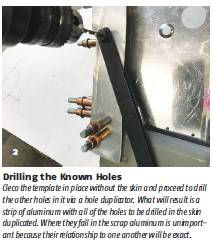 2
Drilling the Known Holes
Cleco the template in place without the skin and proceed to drill
the other holes in it via a hole duplicator. What will result is a
strip of aluminum with all of the holes to be drilled in the skin
duplicated. Where they fall in the scrap aluminum is unimport-
ant because their relationship to one another will be exact.